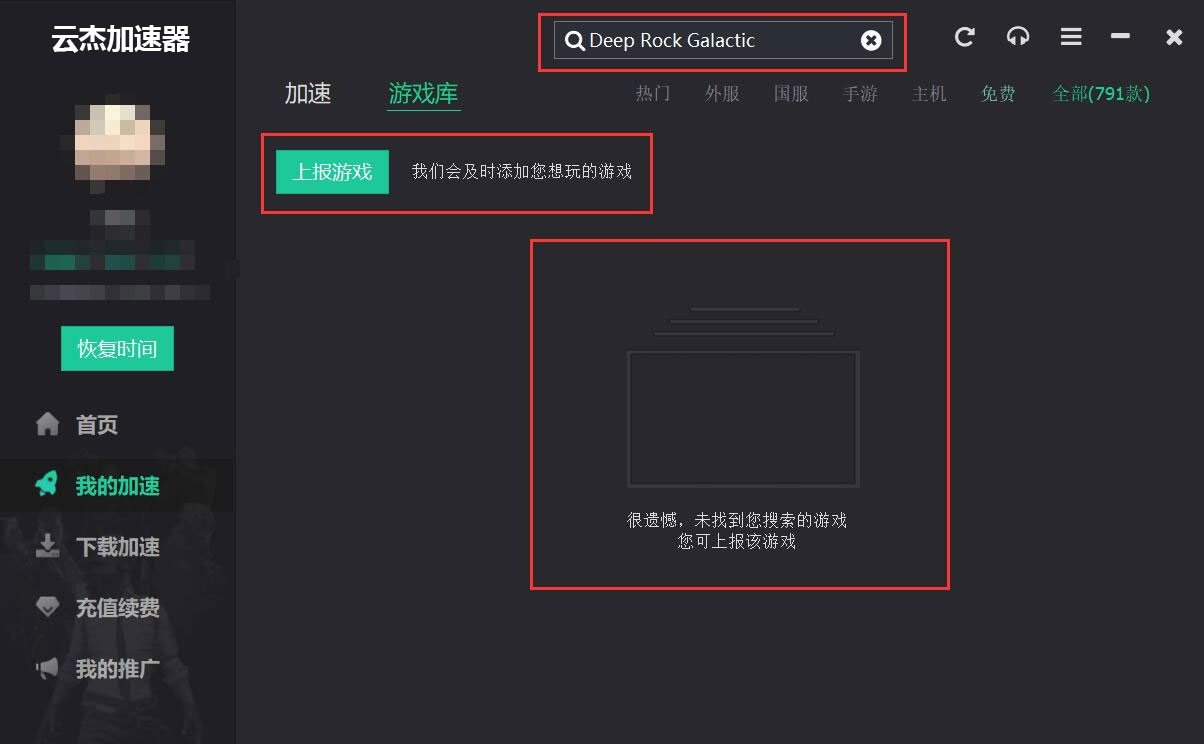 云杰加速器
Deep Rock Galactic
加速
游戏库
热门
外服
国服
手游
主机
免费
全部(791款)
上报游戏
我们会及时添加您想玩的游戏
恢复时间
首页
我的加速
下载加速
充值续费
我的推广
很遗憾，未找到您搜索的游戏
您可上报该游戏